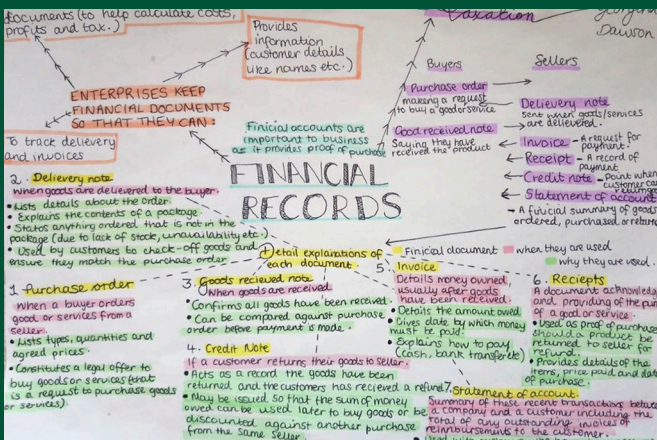 documents (to help calculate costs,
profits and tax.)
Provides
information
(customer details
like names etc.)
ENTERPRISES KEEP
FINANCIAL DOCUMENTS
SO THAT THEY CAN:
To track delievery
and invoices
Finicial accounts are
important to business
as it provides proof of purchase
FINANCIAL
RECORDS
taxation
Dawson
Buyers
Sellers
Purchase order
making a request
to buy a good or service
Good received note
Saying they have
received the product
Delievery note
sent when goods/services
are delievered.
Invoice - A request for
payment.
Receipt - A record of
payment
Credit note - Point when
customer can
Statement of account
- A finicial summary of goods
ordered, purchased or
2. Delievery note
when goods are delievered to the buyer.
• Lists details about the order.
• Explains the contents of a package
• States anything ordered that is not in the
package (due to lack of stock, unavailability etc.)
• Used by customers to check-off goods and
ensure they match the purchase order
Detail explanations of
each document
Finicial document
when they are used
why they are used.
1. Purchase order
when a buyer orders
good or services from a
seller.
• Lists types, quantities and
agreed prices.
• Constitutes a legal offer to
buy goods or services (that
is a request to purchase goods
or services).
3. Goods recieved note
When goods are received
• Confirms all goods have been received.
• Can be compared against purchase
order before payment is made.
4. Credit Note
If a customer returns their goods to seller.
• Acts as a record the goods have been
returned and the customers has recieved a refund
• May be issued so that the sum of money
owed can be used later to buy goods or be
discounted against another purchase
from the same seller.
5. Invoice
Details money owned,
usually after goods
have been received.
• Details the amount owed
• Gives date by which money
must be paid.
• Explains how to pay
(cash, bank transfer etc)
6. Reciepts
A document acknowledg
and providing of the
of a good or service.
• Used as proof of purchase
should a product be
returned to seller for
refund.
• Provides details of the
items, price paid and date
of purchase.
7. Statement of account.
Summary of these recent transactions
a company and a customer including the
total of any outstanding invoices or
reimbursements to the customer.